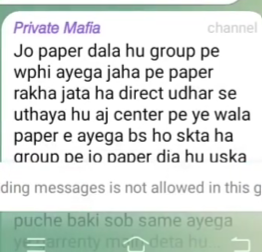 Private Mafia channel
Jo paper dala hu group pe
wphi ayega jaha pe paper
rakha jata ha direct udhar se
uthaya hu aj center pe ye wala
paper e ayega bs ho skta ha
group pe jo paper dia hu uska
ding messages is not allowed in this g
puche baki sob same ayega
deta hu